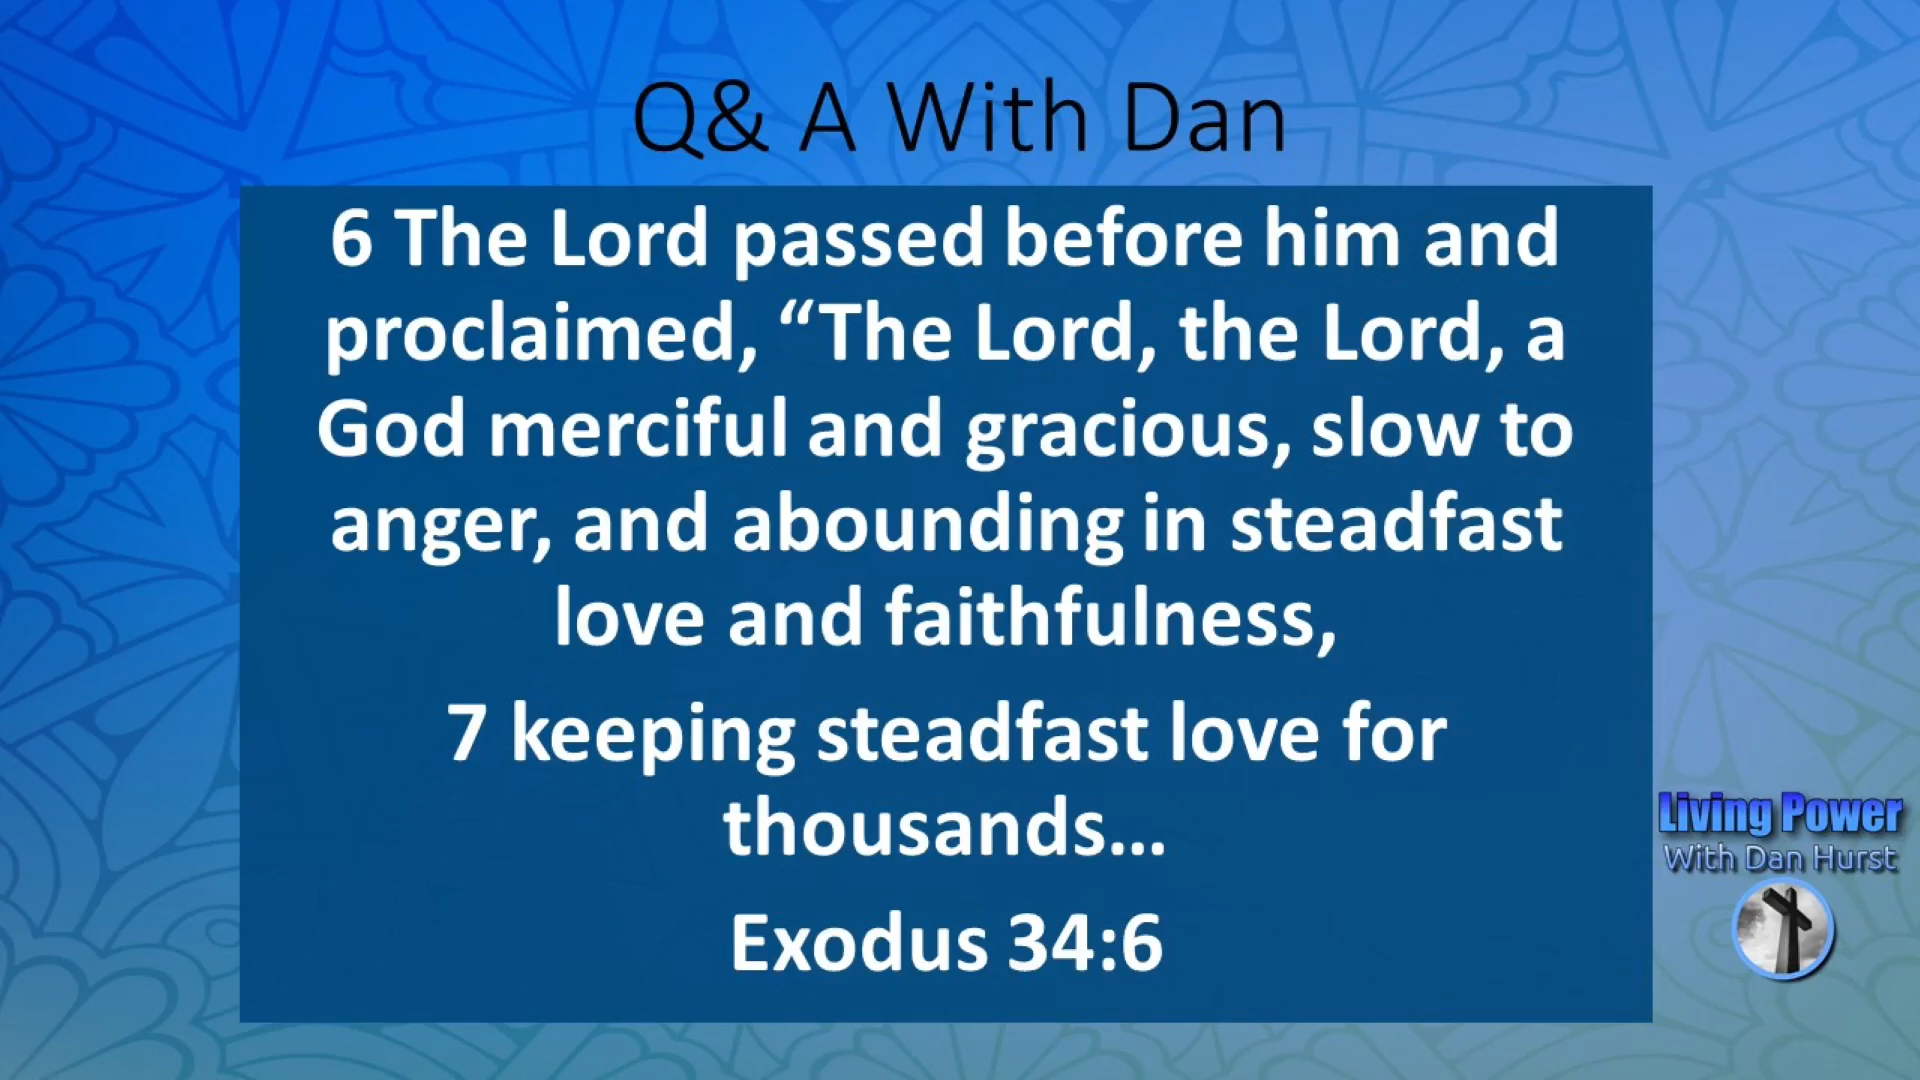 Q& A With Dan
6 The Lord passed before him and
proclaimed, “The Lord, the Lord, a
God merciful and gracious, slow to
anger, and abounding in steadfast
love and faithfulness,
7 keeping steadfast love for
thousands...
Exodus 34:6
Living Power
With Dan Hurst